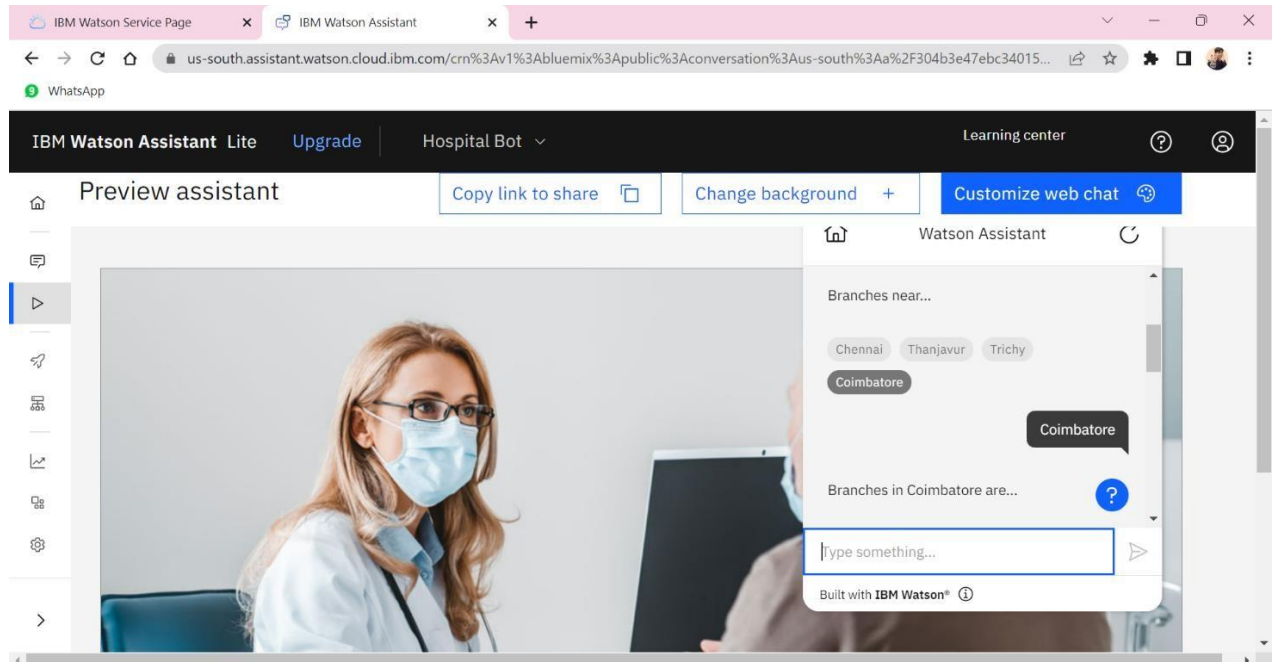 IBM Watson Service Page
IBM Watson Assistant
us-south.assistant.watson.cloud.ibm.com/crn%3Av1%3Abluemix%3Apublic%3Aconversation%3Aus-south%3Aa%2F304b3e47ebc34015...
9 WhatsApp
IBM Watson Assistant Lite Upgrade Hospital Bot Learning center
Preview assistant Copy link to share Change background + Customize web chat
Watson Assistant
Branches near...
Chennai Thanjavur Trichy
Coimbatore
Coimbatore
Branches in Coimbatore are...
?
Type something...
Built with IBM Watson®